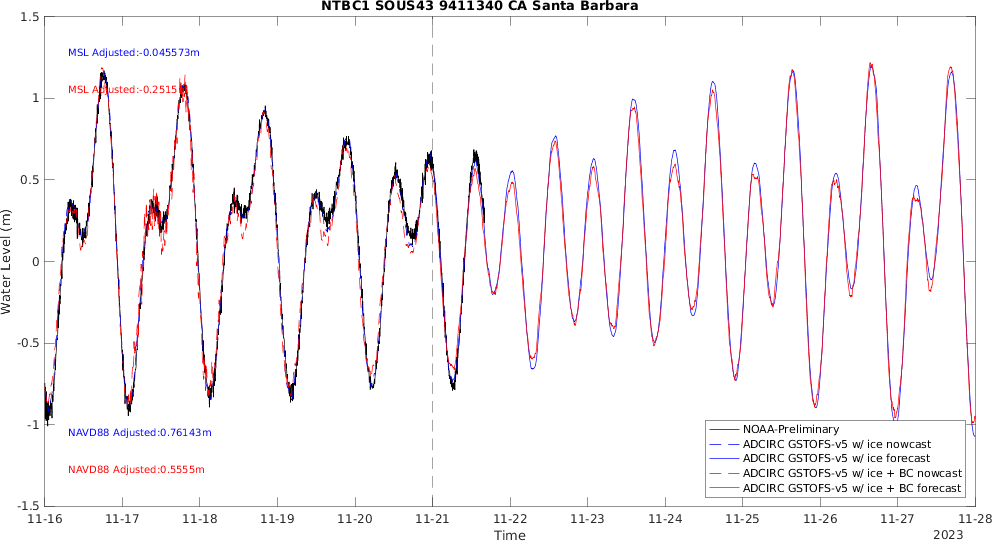 NTBC1 SOUS43 9411340 CA Santa Barbara
1.5
1
0.5
0
-0.5
-1
-1.5
Water Level (m)
MSL Adjusted:-0.045573m
MSL Adjusted:-0.2515
NAVD88 Adjusted:0.76143m
NAVD88 Adjusted:0.5555m
NOAA-Preliminary
ADCIRC GSTOFS-v5 w/ ice nowcast
ADCIRC GSTOFS-v5 w/ ice forecast
ADCIRC GSTOFS-v5 w/ ice + BC nowcast
ADCIRC GSTOFS-v5 w/ ice + BC forecast
11-16 11-17 11-18 11-19 11-20 11-21 11-22 11-23 11-24 11-25 11-26 11-27 11-28
Time
2023